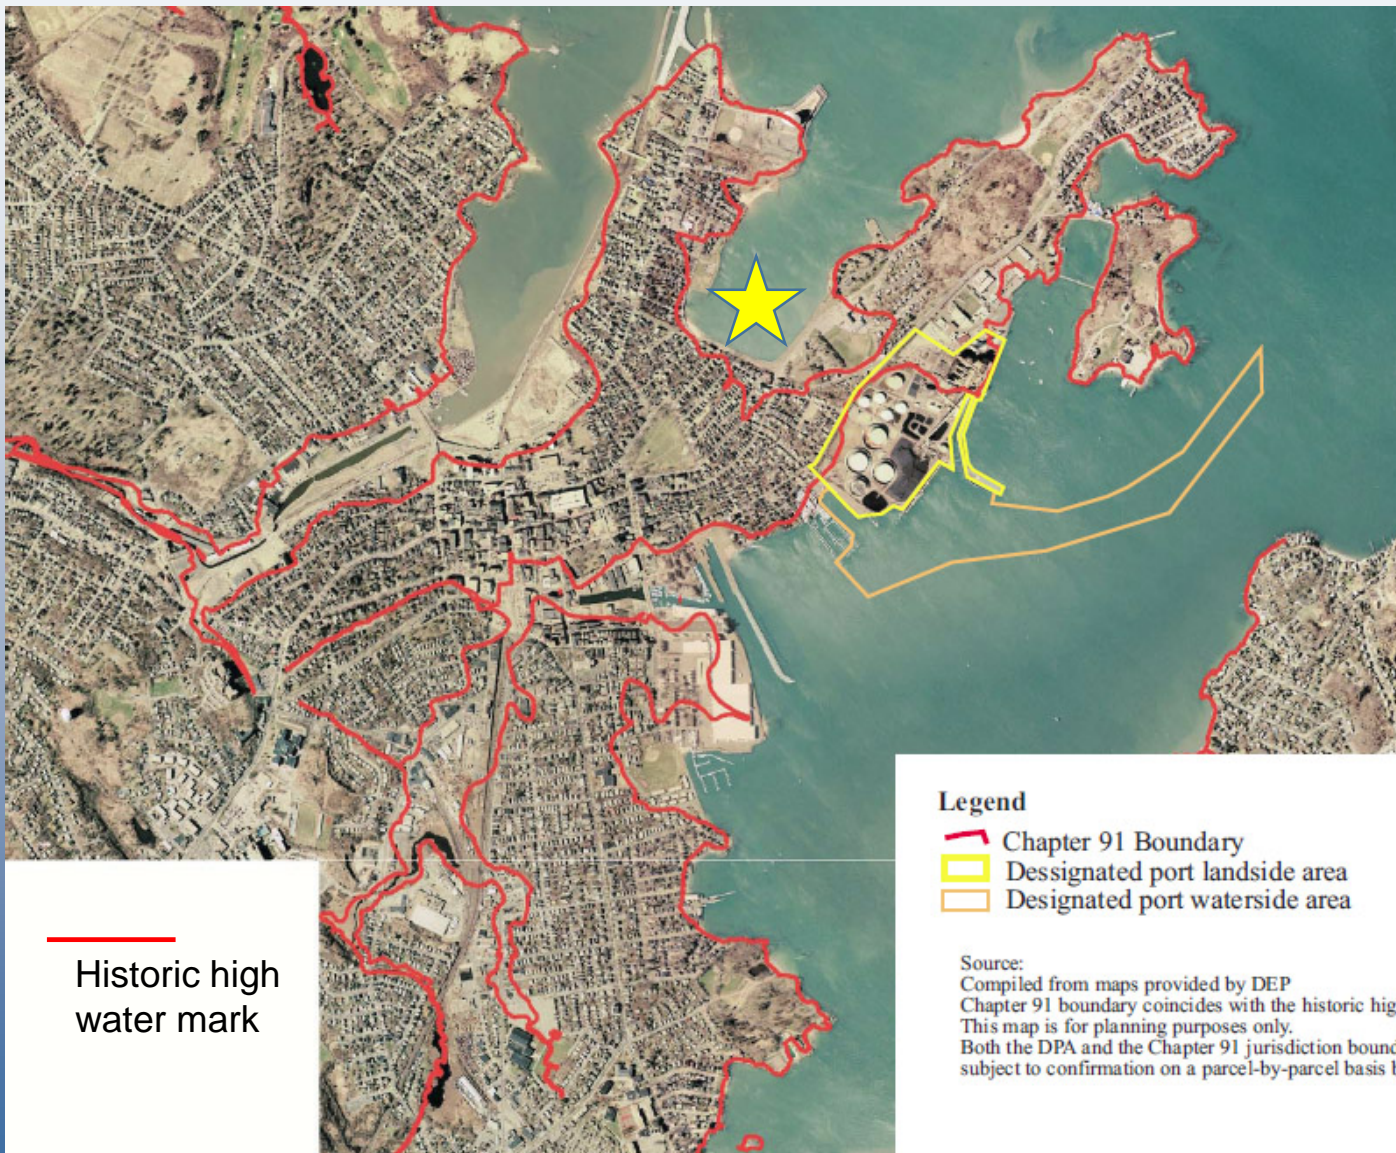 Legend
Chapter 91 Boundary
Dessignated port landside area
Designated port waterside area
Source:
Compiled from maps provided by DEP
Chapter 91 boundary coincides with the historic hig
This map is for planning purposes only.
Both the DPA and the Chapter 91 jurisdiction bound
subject to confirmation on a parcel-by-parcel basis b
Historic high
water mark